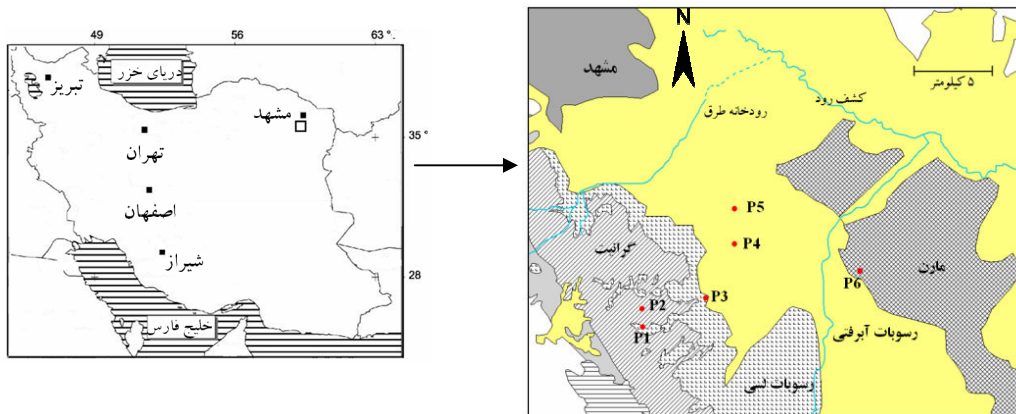 49 56 63 °.
دریای خزر
تبریز
مشهد
35 °
تهران
اصفهان
شیراز
28
خلیج فارس
N
مشهد
۵ کیلومتر
کشف رود
رودخانه طرق
P5
گرانیت
P4
مارن
P6
P3
P2
P1
رسوبات آبرفتی
رسوبات لسی